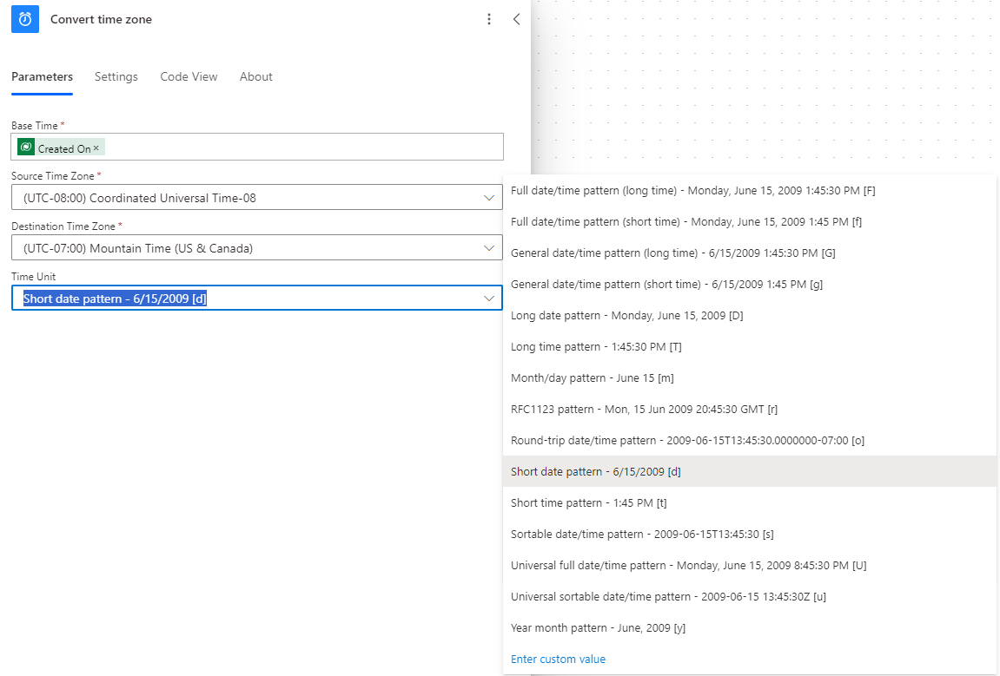 Convert time zone
Parameters Settings Code View About
Base Time *
Created On ×
Source Time Zone *
(UTC-08:00) Coordinated Universal Time-08
Destination Time Zone *
(UTC-07:00) Mountain Time (US & Canada)
Time Unit
Short date pattern - 6/15/2009 [d]
Full date/time pattern (long time) - Monday, June 15, 2009 1:45:30 PM [F]
Full date/time pattern (short time) - Monday, June 15, 2009 1:45 PM [f]
General date/time pattern (long time) - 6/15/2009 1:45:30 PM [G]
General date/time pattern (short time) - 6/15/2009 1:45 PM [g]
Long date pattern - Monday, June 15, 2009 [D]
Long time pattern - 1:45:30 PM [T]
Month/day pattern - June 15 [m]
RFC1123 pattern - Mon, 15 Jun 2009 20:45:30 GMT [r]
Round-trip date/time pattern - 2009-06-15T13:45:30.0000000-07:00 [o]
Short date pattern - 6/15/2009 [d]
Short time pattern - 1:45 PM [t]
Sortable date/time pattern - 2009-06-15T13:45:30 [s]
Universal full date/time pattern - Monday, June 15, 2009 8:45:30 PM [U]
Universal sortable date/time pattern - 2009-06-15 13:45:30Z [u]
Year month pattern - June, 2009 [y]
Enter custom value